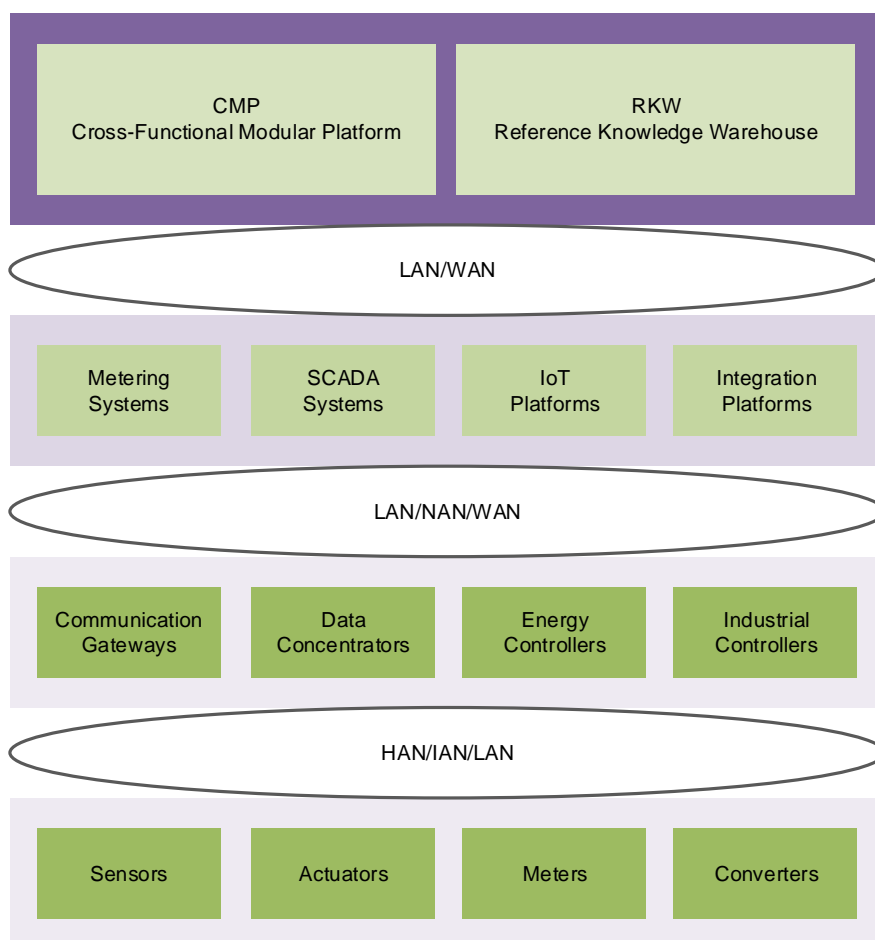 CMP
Cross-Functional Modular Platform
RKW
Reference Knowledge Warehouse
LAN/WAN
Metering
Systems
SCADA
Systems
IoT
Platforms
Integration
Platforms
LAN/NAN/WAN
Communication
Gateways
Data
Concentrators
Energy
Controllers
Industrial
Controllers
HAN/IAN/LAN
Sensors
Actuators
Meters
Converters